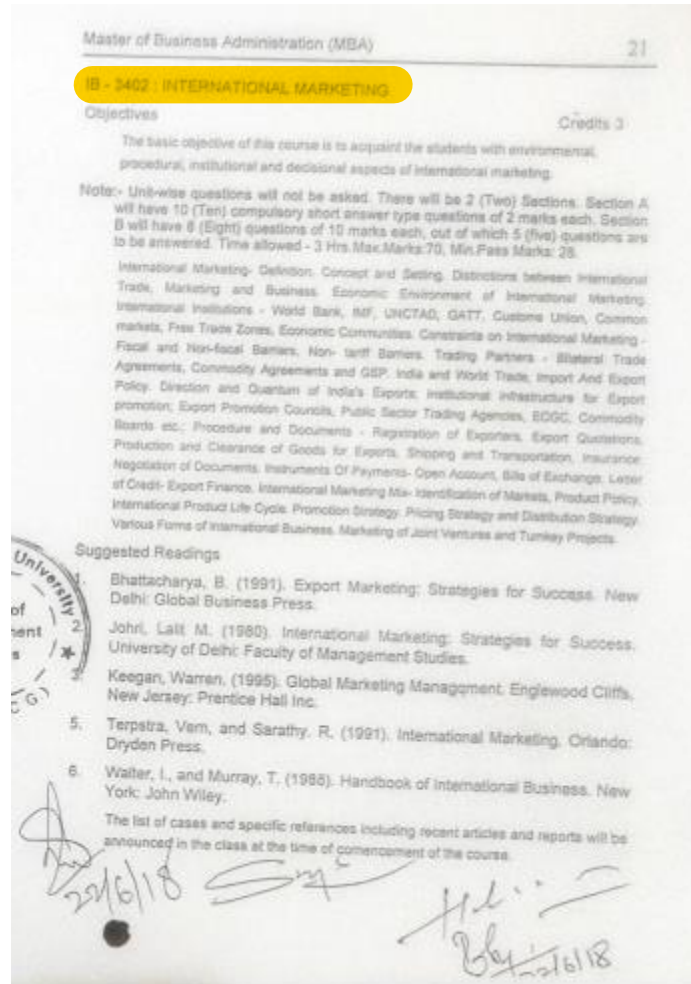 Master of Business Administration (MBA)
21
IB - 3402 : INTERNATIONAL MARKETING
Objectives
Credits 3
The basic objective of this course is to acquaint the students with environmental,
procedural, institutional and decisional aspects of international marketing.
Note:- Unit-wise questions will not be asked. There will be 2 (Two) Sections. Section A
will have 10 (Ten) compulsory short answer type questions of 2 marks each. Section
B will have 8 (Eight) questions of 10 marks each, out of which 5 (five) questions are
to be answered. Time allowed - 3 Hrs.Max.Marks:70, Min.Pass Marks: 28.
International Marketing- Definition, Concept and Setting. Distinctions between International
Trade, Marketing and Business. Economic Environment of International Marketing.
International Institutions - World Bank, IMF, UNCTAD, GATT, Customs Union, Common
markets, Free Trade Zones, Economic Communities. Constraints on International Marketing -
Fiscal and Non-fiscal Barriers, Non- tariff Barriers. Trading Partners - Bilateral Trade
Agreements, Commodity Agreements and GSP. India and World Trade, Import And Export
Policy, Direction and Quantum of India's Exports; Institutional Infrastructure for Export
promotion; Export Promotion Councils, Public Sector Trading Agencies, ECGC, Commodity
Boards etc.; Procedure and Documents - Registration of Exporters, Export Quotations,
Production and Clearance of Goods for Exports, Shipping and Transportation, Insurance
Negotiation of Documents. Instruments Of Payments- Open Account, Bills of Exchange; Letter
of Credit- Export Finance. International Marketing Mix- Identification of Markets, Product Policy,
International Product Life Cycle, Promotion Strategy, Pricing Strategy and Distribution Strategy.
Various Forms of International Business. Marketing of Joint Ventures and Turnkey Projects.
Suggested Readings
1. Bhattacharya, B. (1991). Export Marketing: Strategies for Success. New
Delhi: Global Business Press.
2. Johri, Lalit M. (1980). International Marketing: Strategies for Success.
University of Delhi: Faculty of Management Studies.
3. Keegan, Warren. (1995). Global Marketing Management. Englewood Cliffs,
New Jersey: Prentice Hall Inc.
5. Terpstra, Vern, and Sarathy. R. (1991). International Marketing. Orlando:
Dryden Press.
6. Walter, I., and Murray, T. (1988). Handbook of International Business. New
York: John Wiley.
The list of cases and specific references including recent articles and reports will be
announced in the class at the time of comencement of the course.
University
of
ent
s
G)
22/6/18
22/6/18